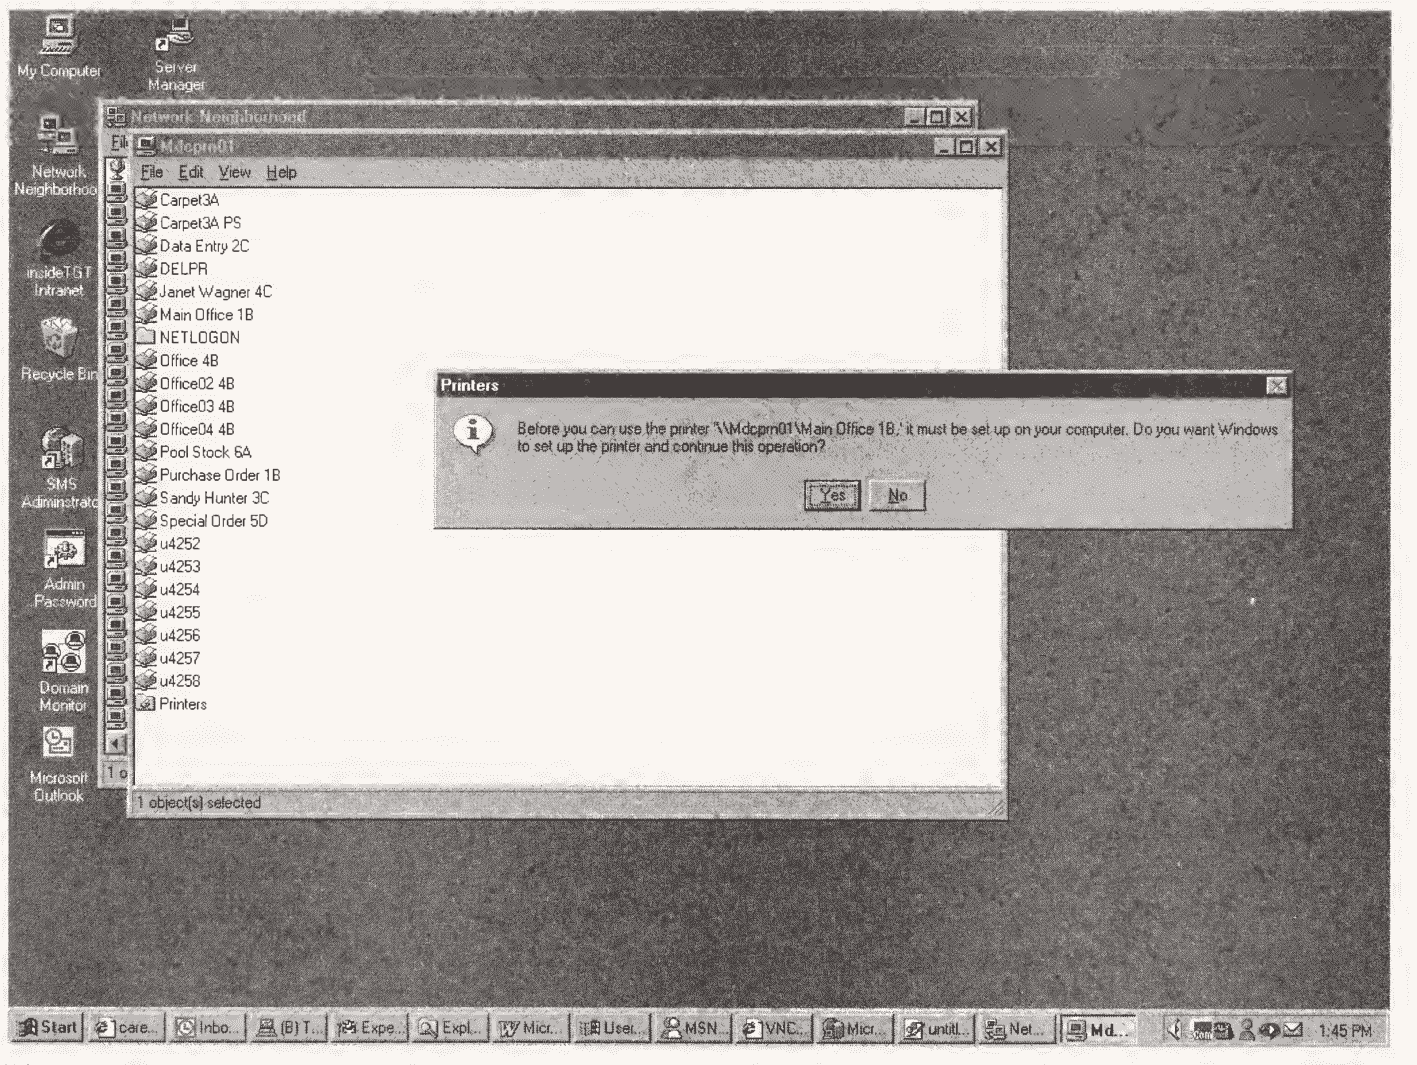 My Computer
Server
Manager
Network
Neighborhoo
insideTGT
Intranet
Recycle Bin
SMS
Adiminstrato
Admin
Password
Domain
Monitor
Microsoft
Outlook
Network Neighborhood
Fil
Mdcprn01
File Edit View Help
Carpet3A
Carpet3A PS
Data Entry 2C
DELPR
Janet Wagner 4C
Main Office 1B
NETLOGON
Office 4B
Office02 4B
Office03 4B
Office04 4B
Pool Stock 6A
Purchase Order 1B
Sandy Hunter 3C
Special Order 5D
u4252
u4253
u4254
u4255
u4256
u4257
u4258
Printers
1 o
1 object(s) selected
Printers
Before you can use the printer '\\Mdcprn01\Main Office 1B,' it must be set up on your computer. Do you want Windows
to set up the printer and continue this operation?
Yes No
Start care... Inbo... (B) T... Expe... Expl... Micr... User... MSN... VNC... Micr... untitl... Net... Md... 1:45 PM